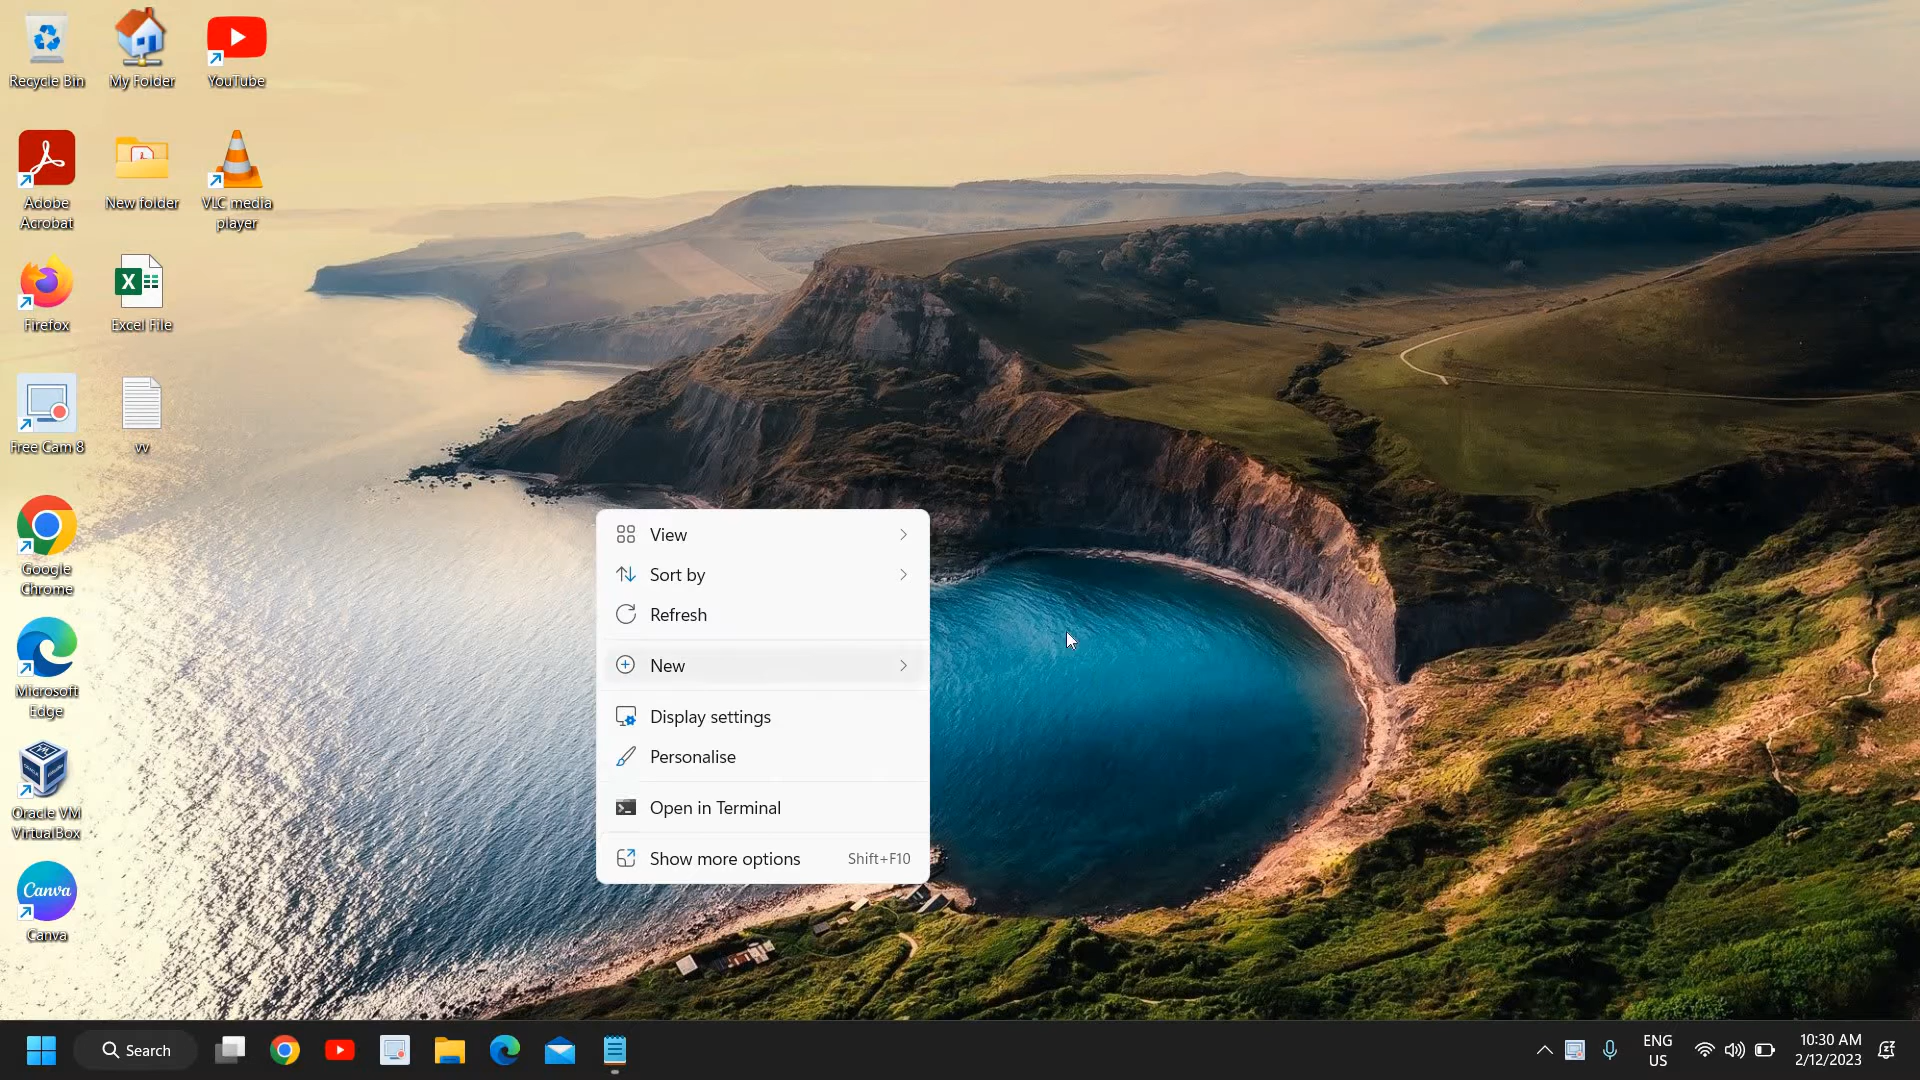 Recycle Bin
My Folder
YouTube
Adobe
Acrobat
New folder
VLC media
player
Firefox
Excel File
Free Cam 8
vv
Google
Chrome
Microsoft
Edge
Oracle VM
VirtualBox
Canva
Canva
View
Sort by
Refresh
New
Display settings
Personalise
Open in Terminal
Show more options Shift+F10
Search
ENG
US
10:30 AM
2/12/2023